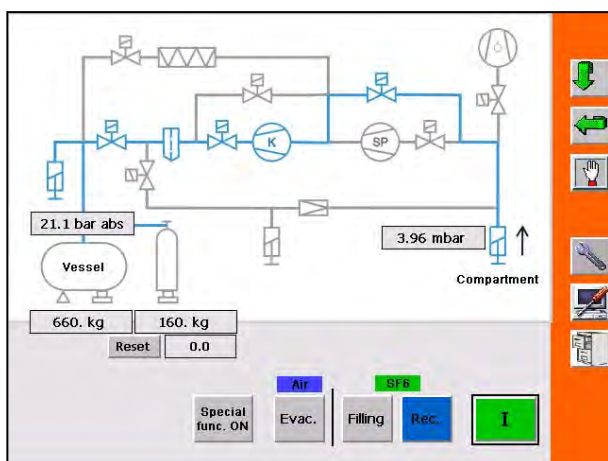 K
SP
21.1 bar abs
3.96 mbar
Vessel
Compartment
660. kg
160. kg
Reset
0.0
Air
SF6
Special
func. ON
Evac.
Filling
Rec.
I